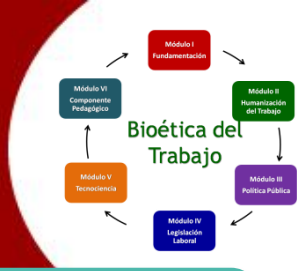 Módulo I
Fundamentación
Módulo II
Humanización
del Trabajo
Módulo III
Política Pública
Módulo IV
Legislación
Laboral
Módulo V
Tecnociencia
Módulo VI
Componente
Pedagógico
Bioética del
Trabajo